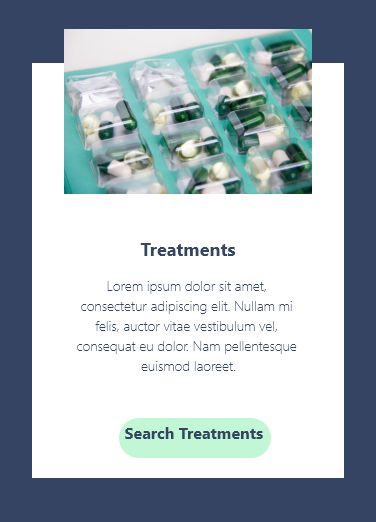 Treatments
Lorem ipsum dolor sit amet,
consectetur adipiscing elit. Nullam mi
felis, auctor vitae vestibulum vel,
consequat eu dolor. Nam pellentesque
euismod laoreet.
Search Treatments